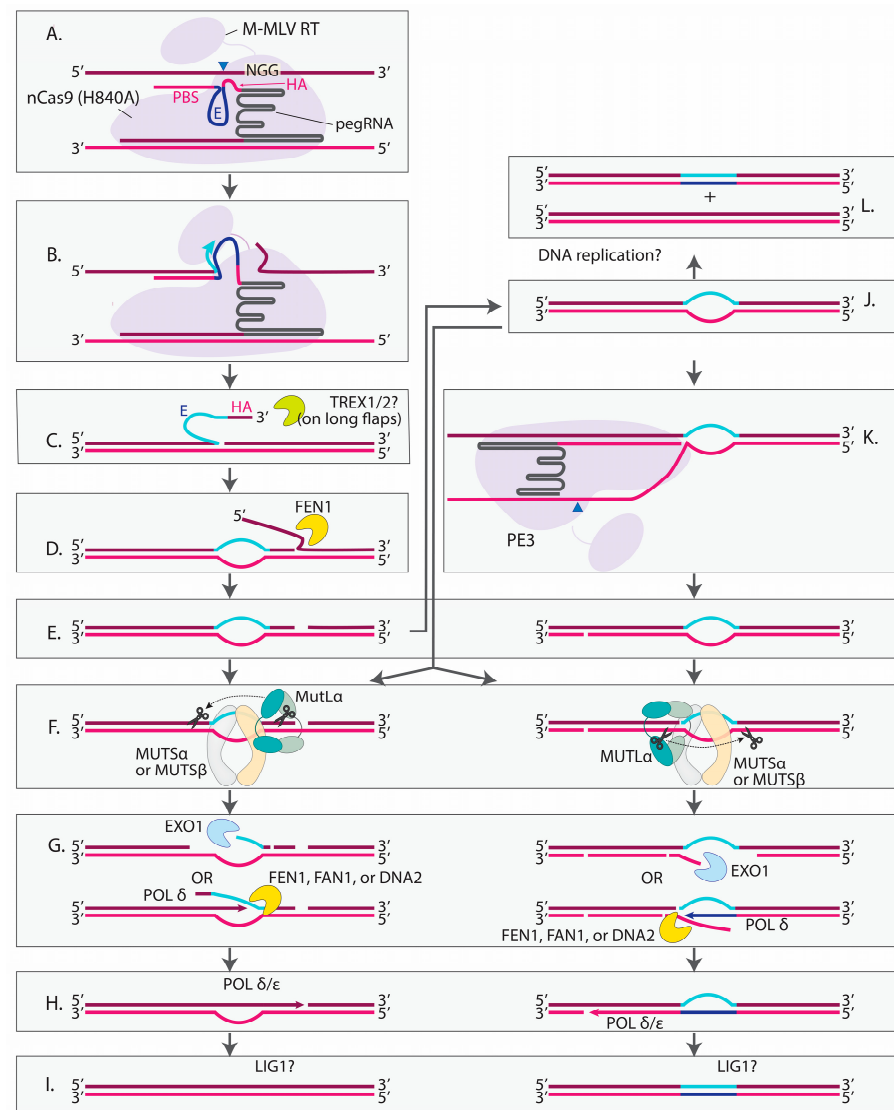 A.
M-MLV RT
5′
NGG
3′
HA
nCas9 (H840A)
PBS
E
pegRNA
3′
5′
B.
5′
3′
3′
5′
C.
E
HA
3′
TREX1/2?
(on long flaps)
5′
3′
3′
5′
D.
5′
FEN1
5′
3′
3′
5′
E.
5′
3′
3′
5′
5′
3′
3′
5′
F.
MutLα
5′
3′
3′
5′
MUTSα
or MUTSβ
5′
3′
3′
5′
MUTLα
MUTSα
or MUTSβ
G.
EXO1
5′
3′
3′
5′
OR
POL δ
FEN1, FAN1, or DNA2
5′
3′
3′
5′
5′
3′
3′
5′
EXO1
OR
5′
3′
3′
5′
POL δ
FEN1, FAN1, or DNA2
H.
POL δ/ε
5′
3′
3′
5′
5′
3′
3′
5′
POL δ/ε
I.
LIG1?
5′
3′
3′
5′
LIG1?
5′
3′
3′
5′
L.
5′
3′
3′
5′
+
5′
3′
3′
5′
DNA replication?
J.
5′
3′
3′
5′
K.
5′
3′
3′
5′
PE3